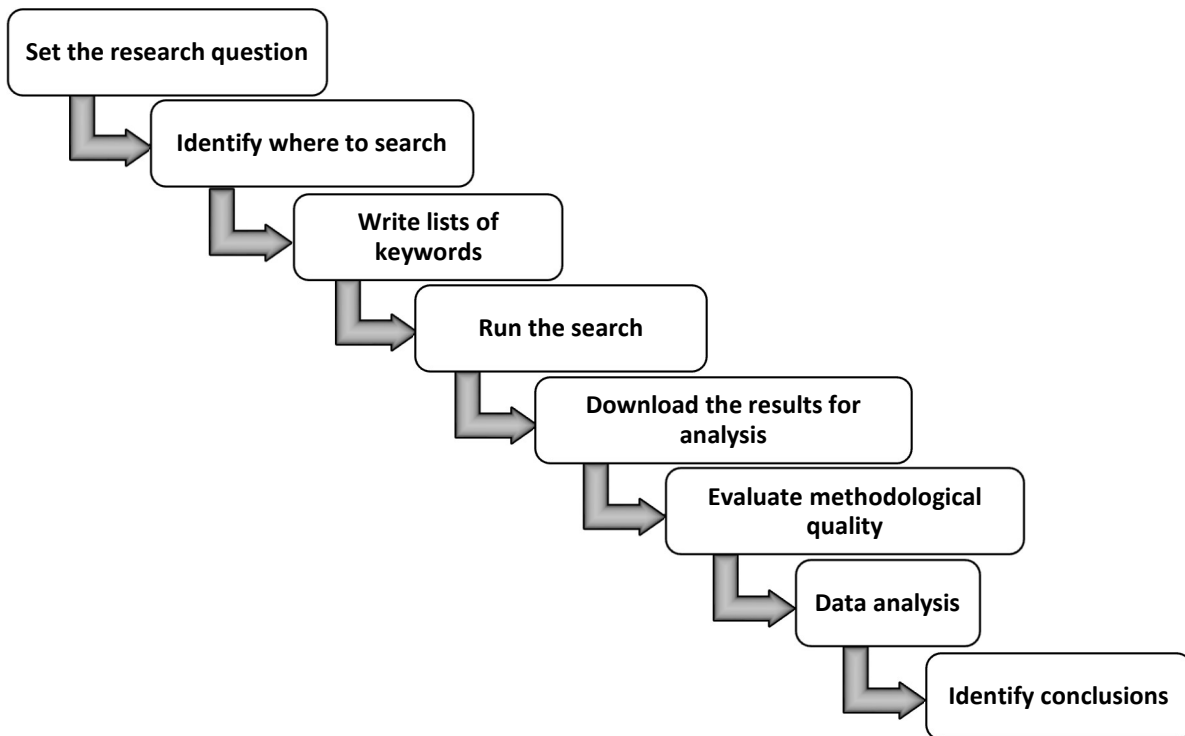 Set the research question
Identify where to search
Write lists of
keywords
Run the search
Download the results for
analysis
Evaluate methodological
quality
Data analysis
Identify conclusions